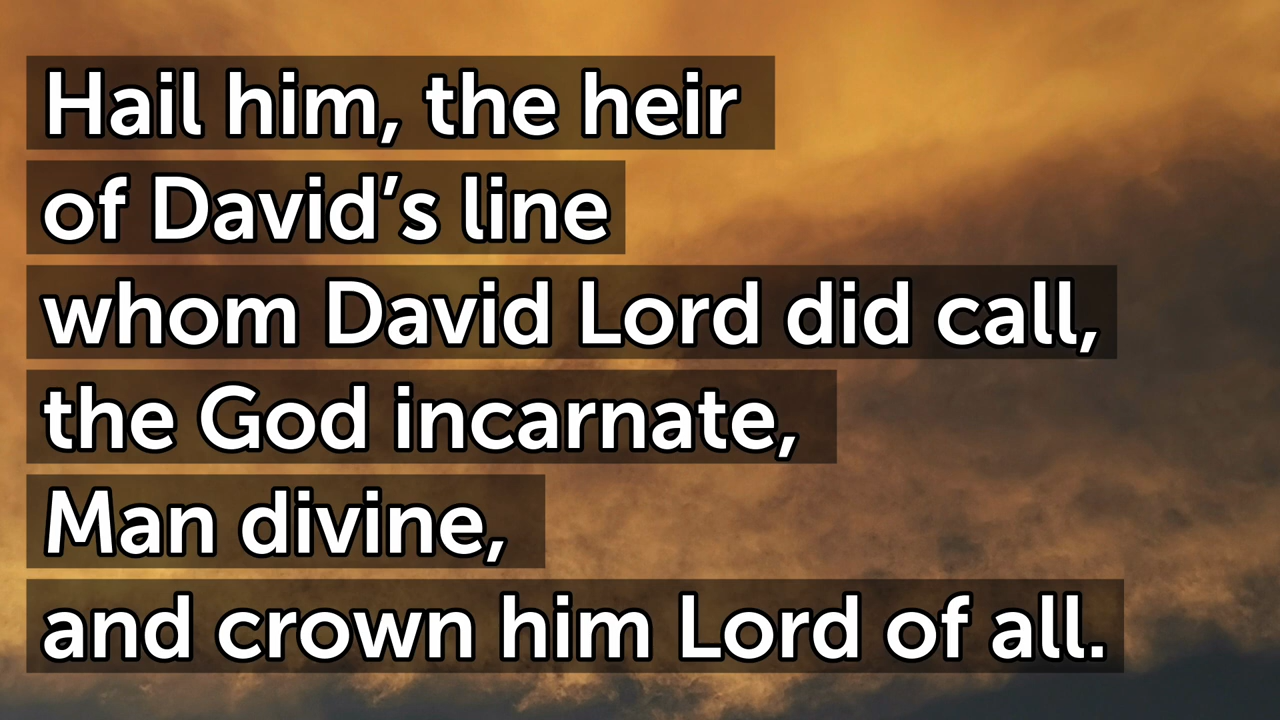 Hail him, the heir
of David’s line
whom David Lord did call,
the God incarnate,
Man divine,
and crown him Lord of all.